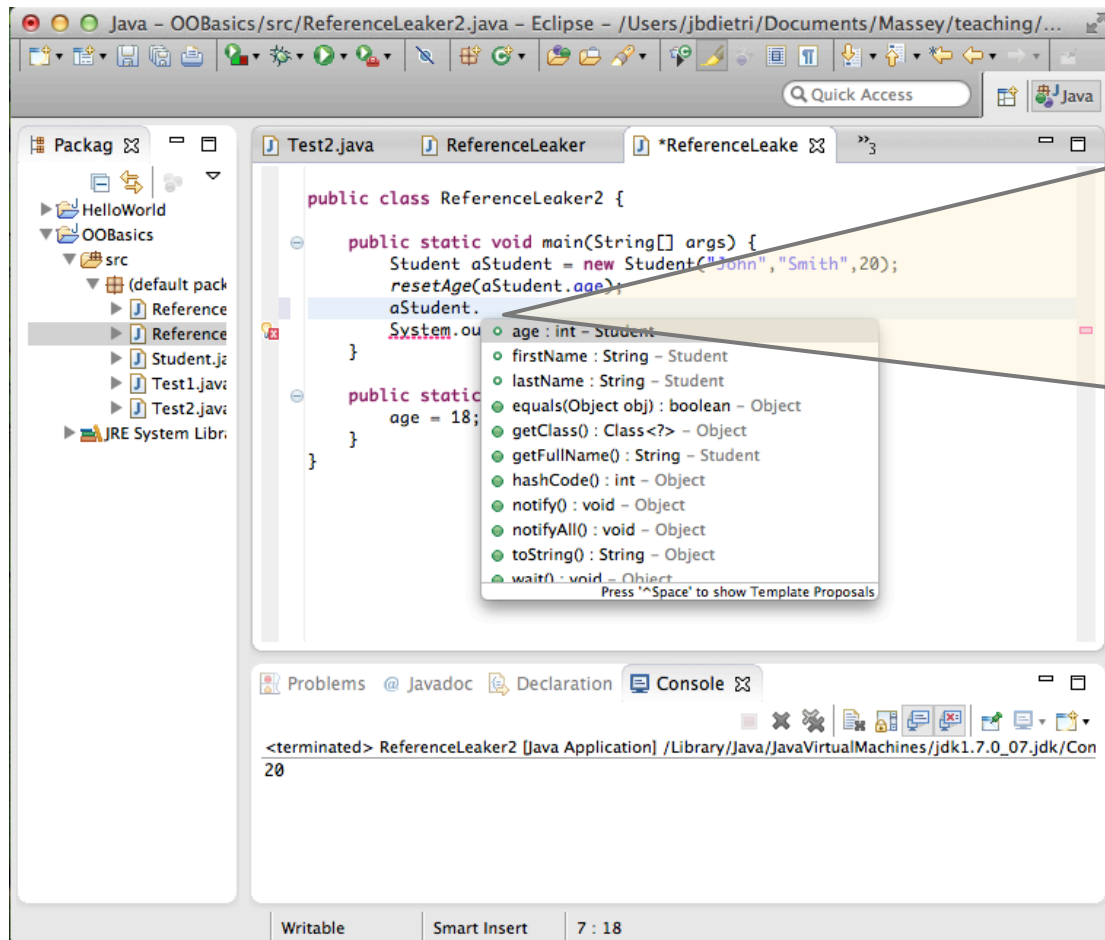 Java – OOBasics/src/ReferenceLeaker2.java – Eclipse – /Users/jbdietri/Documents/Massey/teaching/...
Quick Access
Java
Packag
HelloWorld
OOBasics
src
(default pack
Reference
Reference
Student.ja
Test1.java
Test2.java
JRE System Libr
Test2.java
ReferenceLeaker
*ReferenceLeake
»3
public class ReferenceLeaker2 {
public static void main(String[] args) {
Student aStudent = new Student("John","Smith",20);
resetAge(aStudent.age);
aStudent.
System.ou
}
public static
age = 18;
}
}
age : int – Student
firstName : String – Student
lastName : String – Student
equals(Object obj) : boolean – Object
getClass() : Class<?> – Object
getFullName() : String – Student
hashCode() : int – Object
notify() : void – Object
notifyAll() : void – Object
toString() : String – Object
wait() : void – Object
Press '^Space' to show Template Proposals
Problems
@ Javadoc
Declaration
Console
<terminated> ReferenceLeaker2 [Java Application] /Library/Java/JavaVirtualMachines/jdk1.7.0_07.jdk/Con
20
Writable
Smart Insert
7 : 18